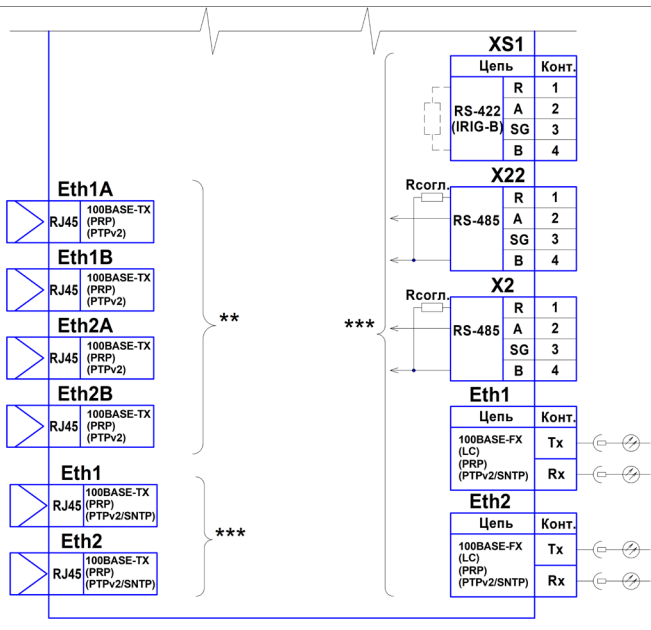 XS1
Цепь Конт.
RS-422
(IRIG-B)
R 1
A 2
SG 3
B 4
X22
Rсогл.
RS-485
R 1
A 2
SG 3
B 4
X2
Rсогл.
RS-485
R 1
A 2
SG 3
B 4
Eth1
Цепь Конт.
100BASE-FX
(LC)
(PRP)
(PTPv2/SNTP)
Tx
Rx
Eth2
Цепь Конт.
100BASE-FX
(LC)
(PRP)
(PTPv2/SNTP)
Tx
Rx
***
Eth1A
RJ45
100BASE-TX
(PRP)
(PTPv2)
Eth1B
RJ45
100BASE-TX
(PRP)
(PTPv2)
Eth2A
RJ45
100BASE-TX
(PRP)
(PTPv2)
Eth2B
RJ45
100BASE-TX
(PRP)
(PTPv2)
**
Eth1
RJ45
100BASE-TX
(PRP)
(PTPv2/SNTP)
Eth2
RJ45
100BASE-TX
(PRP)
(PTPv2/SNTP)
***